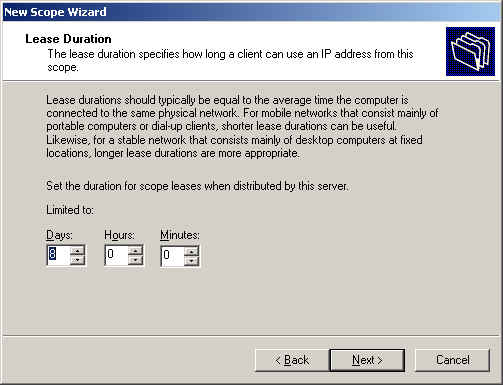 New Scope Wizard
Lease Duration
The lease duration specifies how long a client can use an IP address from this
scope.
Lease durations should typically be equal to the average time the computer is
connected to the same physical network. For mobile networks that consist mainly of
portable computers or dial-up clients, shorter lease durations can be useful.
Likewise, for a stable network that consists mainly of desktop computers at fixed
locations, longer lease durations are more appropriate.
Set the duration for scope leases when distributed by this server.
Limited to:
Days: Hours: Minutes:
8 0 0
< Back Next > Cancel